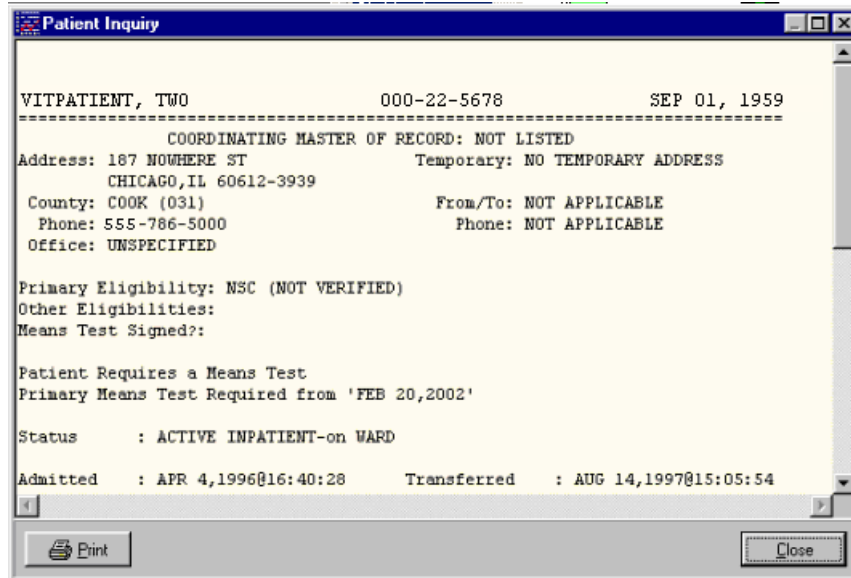 Patient Inquiry
VITPATIENT, TWO 000-22-5678 SEP 01, 1959
================================================================================
COORDINATING MASTER OF RECORD: NOT LISTED
Address: 187 NOWHERE ST Temporary: NO TEMPORARY ADDRESS
CHICAGO,IL 60612-3939
County: COOK (031) From/To: NOT APPLICABLE
Phone: 555-786-5000 Phone: NOT APPLICABLE
Office: UNSPECIFIED
Primary Eligibility: NSC (NOT VERIFIED)
Other Eligibilities:
Means Test Signed?:
Patient Requires a Means Test
Primary Means Test Required from 'FEB 20,2002'
Status : ACTIVE INPATIENT-on WARD
Admitted : APR 4,1996@16:40:28 Transferred : AUG 14,1997@15:05:54
Print Close